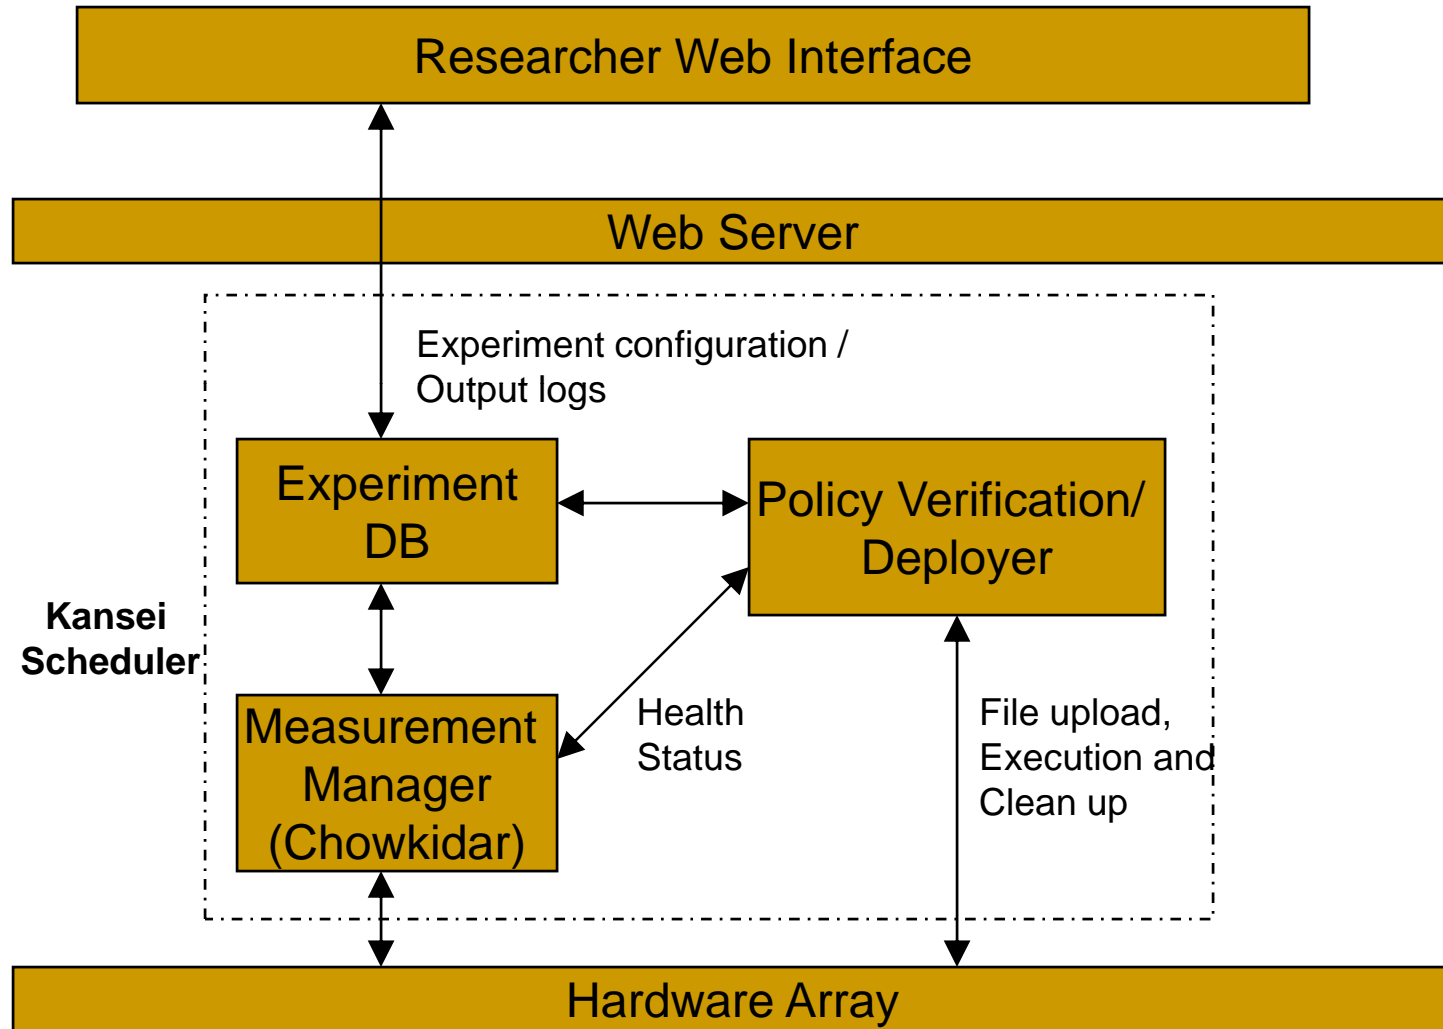 Researcher Web Interface
Web Server
Experiment configuration /
Output logs
Experiment
DB
Policy Verification/
Deployer
Kansei
Scheduler
Measurement
Manager
(Chowkidar)
Health
Status
File upload,
Execution and
Clean up
Hardware Array